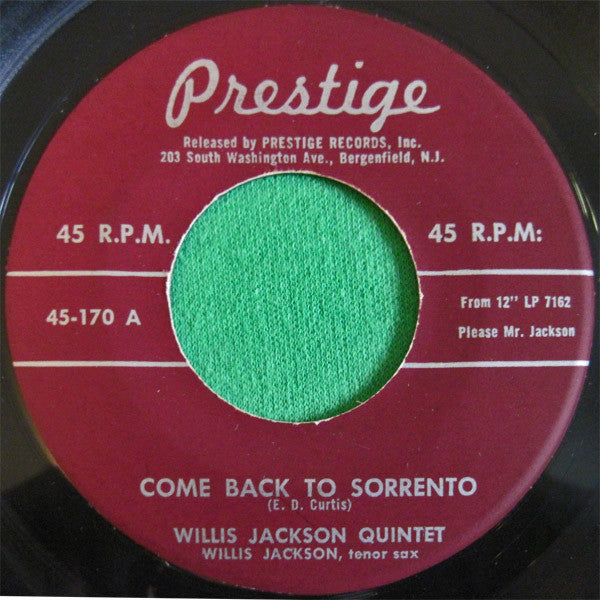 Prestige
Released by PRESTIGE RECORDS, Inc.
203 South Washington Ave., Bergenfield, N.J.
45 R.P.M.
45 R.P.M:
45-170 A
From 12" LP 7162
Please Mr. Jackson
COME BACK TO SORRENTO
(E. D. Curtis)
WILLIS JACKSON QUINTET
WILLIS JACKSON, tenor sax